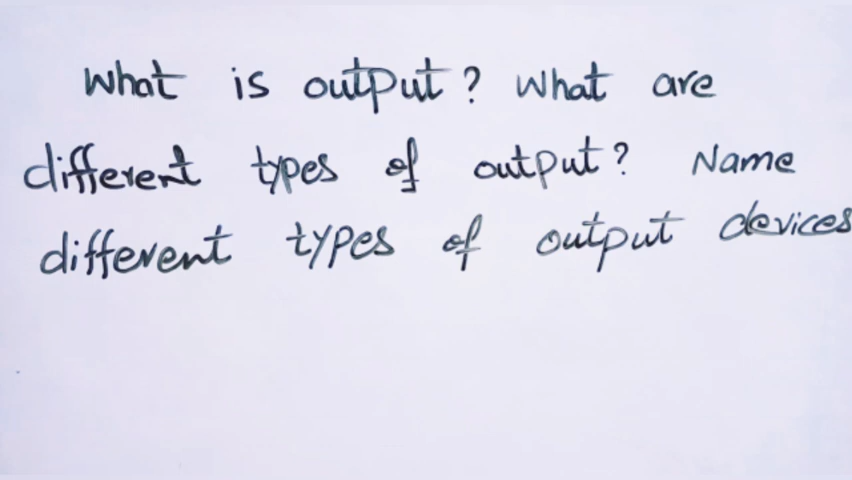 What is output? What are
different types of output? Name
different types of output devices